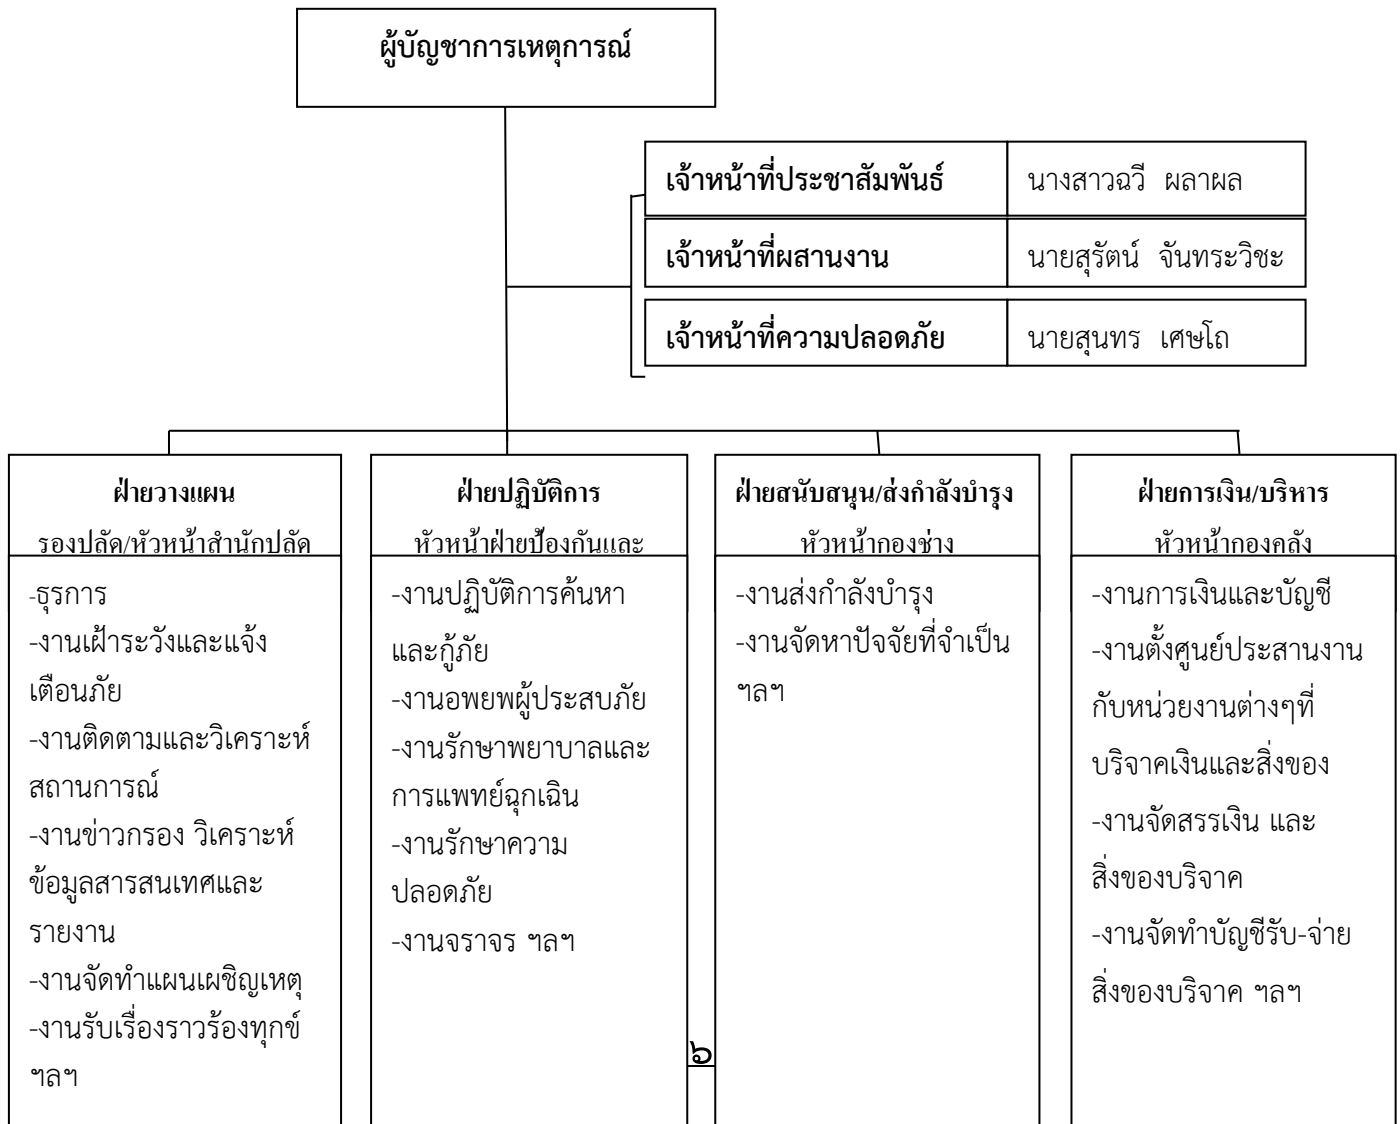 ผู้บัญชาการเหตุการณ์
เจ้าหน้าที่ประชาสัมพันธ์ นางสาวฉวี ผลาผล
เจ้าหน้าที่ผสานงาน นายสุรัตน์ จันทระวิชะ
เจ้าหน้าที่ความปลอดภัย นายสุนทร เศษโถ
ฝ่ายวางแผน
รองปลัด/หัวหน้าสำนักปลัด
-ธุรการ
-งานเฝ้าระวังและแจ้ง
เตือนภัย
-งานติดตามและวิเคราะห์
สถานการณ์
-งานข่าวกรอง วิเคราะห์
ข้อมูลสารสนเทศและ
รายงาน
-งานจัดทำแผนเผชิญเหตุ
-งานรับเรื่องราวร้องทุกข์
ฯลฯ
ฝ่ายปฏิบัติการ
หัวหน้าฝ่ายป้องกันและ
-งานปฏิบัติการค้นหา
และกู้ภัย
-งานอพยพผู้ประสบภัย
-งานรักษาพยาบาลและ
การแพทย์ฉุกเฉิน
-งานรักษาความ
ปลอดภัย
-งานจราจร ฯลฯ
ฝ่ายสนับสนุน/ส่งกำลังบำรุง
หัวหน้ากองช่าง
-งานส่งกำลังบำรุง
-งานจัดหาปัจจัยที่จำเป็น
ฯลฯ
ฝ่ายการเงิน/บริหาร
หัวหน้ากองคลัง
-งานการเงินและบัญชี
-งานตั้งศูนย์ประสานงาน
กับหน่วยงานต่างๆที่
บริจาคเงินและสิ่งของ
-งานจัดสรรเงิน และ
สิ่งของบริจาค
-งานจัดทำบัญชีรับ-จ่าย
สิ่งของบริจาค ฯลฯ
๖